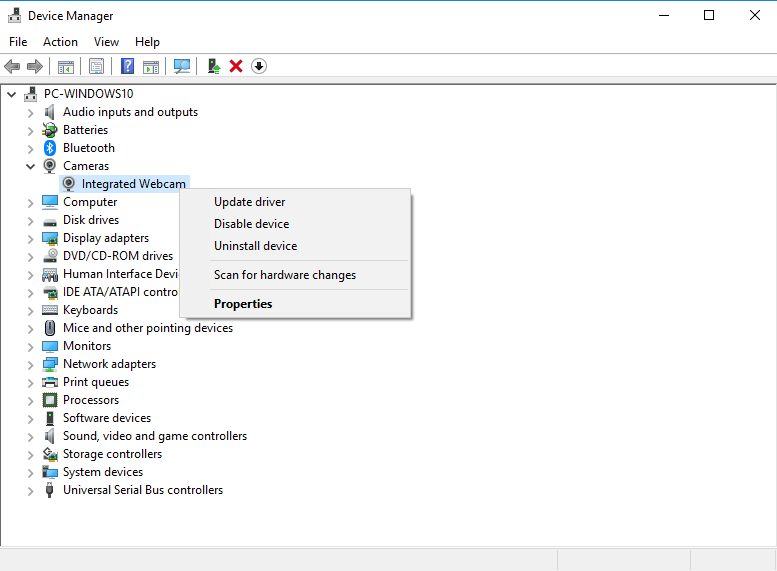 Device Manager
File Action View Help
PC-WINDOWS10
Audio inputs and outputs
Batteries
Bluetooth
Cameras
Integrated Webcam
Computer
Disk drives
Display adapters
DVD/CD-ROM drives
Human Interface Devi
IDE ATA/ATAPI contro
Keyboards
Mice and other pointing devices
Monitors
Network adapters
Print queues
Processors
Software devices
Sound, video and game controllers
Storage controllers
System devices
Universal Serial Bus controllers
Update driver
Disable device
Uninstall device
Scan for hardware changes
Properties